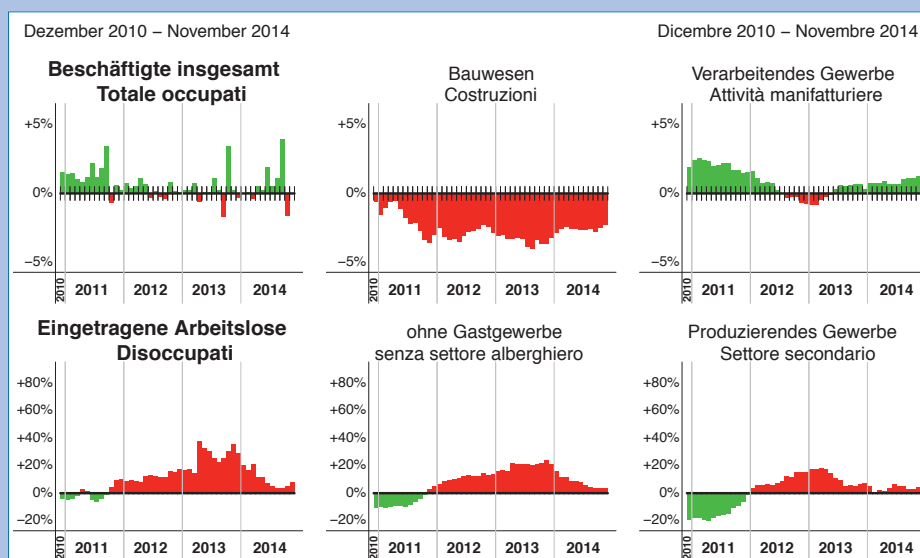 Dezember 2010 – November 2014
Dicembre 2010 – Novembre 2014
Beschäftigte insgesamt
Totale occupati
+5%
0%
–5%
2010 2011 2012 2013 2014
Bauwesen
Costruzioni
+5%
0%
–5%
2010 2011 2012 2013 2014
Verarbeitendes Gewerbe
Attività manifatturiere
+5%
0%
–5%
2010 2011 2012 2013 2014
Eingetragene Arbeitslose
Disoccupati
+80%
+60%
+40%
+20%
0%
–20%
2010 2011 2012 2013 2014
ohne Gastgewerbe
senza settore alberghiero
+80%
+60%
+40%
+20%
0%
–20%
2010 2011 2012 2013 2014
Produzierendes Gewerbe
Settore secondario
+80%
+60%
+40%
+20%
0%
–20%
2010 2011 2012 2013 2014